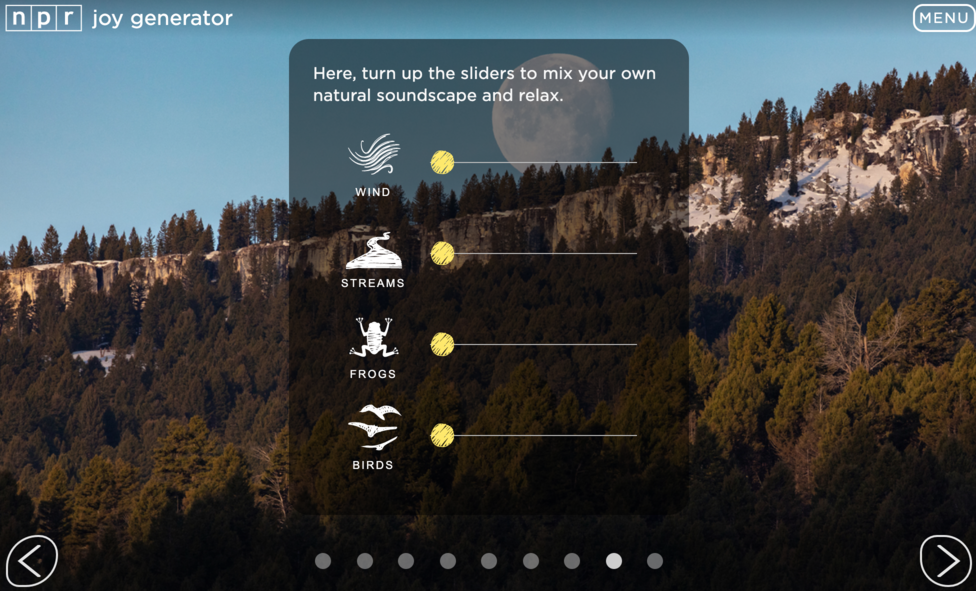 npr joy generator
MENU
Here, turn up the sliders to mix your own
natural soundscape and relax.
WIND
STREAMS
FROGS
BIRDS